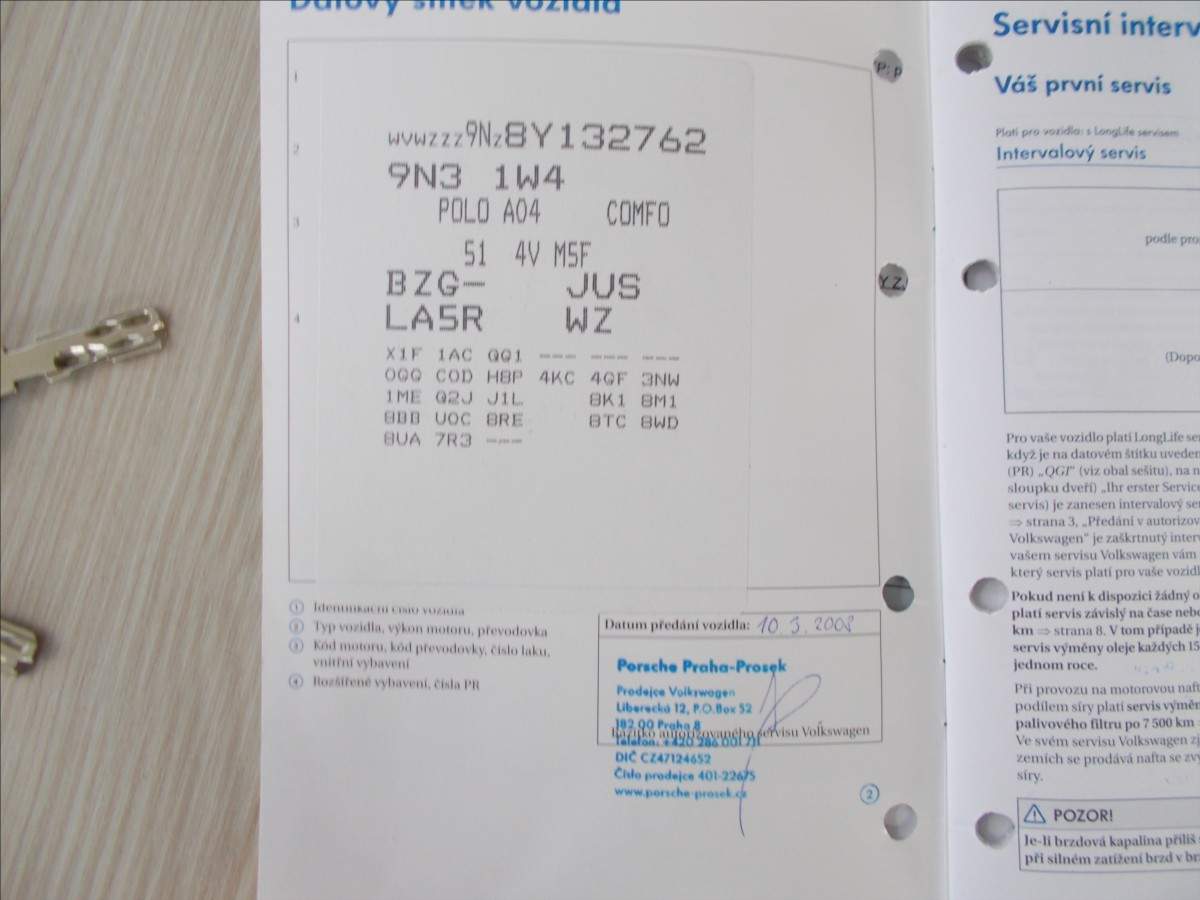 Datový štítek vozidla
1
WVWZZZ9NZ8Y132762
2
9N3 1W4
POLO A04 COMFO
3
51 4V M5F
BZG— JUS
4
LA5R WZ
X1F 1AC QG1 --- --- ---
0GG C0D H8P 4KC 4GF 3NW
1ME Q2J J1L 8K1 8M1
8BB U0C 8RE 8TC 8WD
8UA 7R3 ---
1 Identifikační číslo vozidla
2 Typ vozidla, výkon motoru, převodovka
3 Kód motoru, kód převodovky, číslo laku,
vnitřní vybavení
4 Rozšířené vybavení, čísla PR
Datum předání vozidla: 10 3. 2008
Porsche Praha-Prosek
Prodejce Volkswagen
Liberecká 12, P.O.Box 52
182 00 Praha 8
Razítko autorizovaného servisu Volkswagen
Telefon: +420 286 001 711
DIČ CZ47124652
Číslo prodejce 401-22675
www.porsche-prosek.cz
2
P: p
Y.Z.
Servisní interv
Váš první servis
Platí pro vozidla: s LongLife servisem
Intervalový servis
podle pro
(Dopo
Pro vaše vozidlo platí LongLife se
když je na datovém štítku uveden
(PR) „QG1" (viz obal sešitu), na n
sloupku dveří) „Ihr erster Service
servis) je zanesen intervalový se
⇒ strana 3, „Předání v autorizov
Volkswagen" je zaškrtnutý interv
vašem servisu Volkswagen vám
který servis platí pro vaše vozidl
Pokud není k dispozici žádný o
platí servis závislý na čase nebo
km ⇒ strana 8. V tom případě j
servis výměny oleje každých 15
jednom roce.
Při provozu na motorovou naft
podílem síry platí servis výměn
palivového filtru po 7 500 km
Ve svém servisu Volkswagen zj
zemích se prodává nafta se zvý
síry.
POZOR!
Je-li brzdová kapalina příliš
při silném zatížení brzd v br